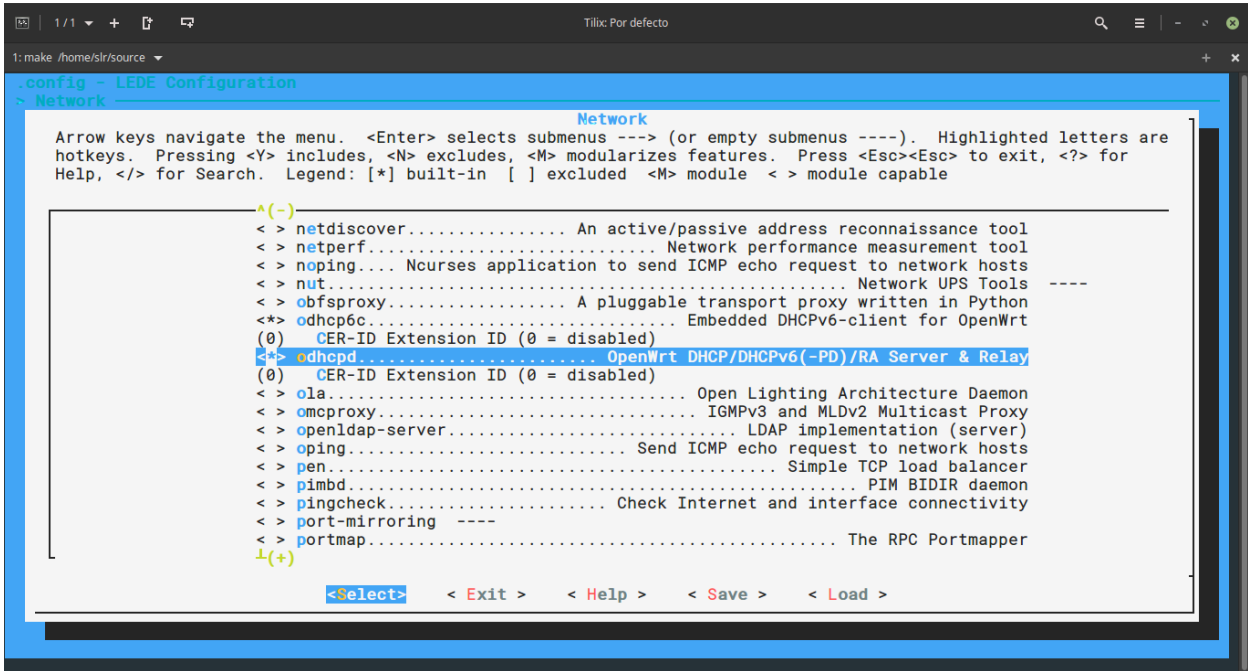 1 / 1
Tilix: Por defecto
1: make /home/slr/source
.config - LEDE Configuration
> Network
Network
Arrow keys navigate the menu.  <Enter> selects submenus ---> (or empty submenus ----).  Highlighted letters are
hotkeys.  Pressing <Y> includes, <N> excludes, <M> modularizes features.  Press <Esc><Esc> to exit, <?> for
Help, </> for Search.  Legend: [*] built-in  [ ] excluded  <M> module  < > module capable
^(-)
< > netdiscover................ An active/passive address reconnaissance tool
< > netperf............................. Network performance measurement tool
< > noping.... Ncurses application to send ICMP echo request to network hosts
< > nut.................................................... Network UPS Tools  ----
< > obfsproxy.................. A pluggable transport proxy written in Python
<*> odhcp6c............................... Embedded DHCPv6-client for OpenWrt
(0)   CER-ID Extension ID (0 = disabled)
<*> odhcpd........................ OpenWrt DHCP/DHCPv6(-PD)/RA Server & Relay
(0)   CER-ID Extension ID (0 = disabled)
< > ola.................................... Open Lighting Architecture Daemon
< > omcproxy................................ IGMPv3 and MLDv2 Multicast Proxy
< > openldap-server............................. LDAP implementation (server)
< > oping............................ Send ICMP echo request to network hosts
< > pen............................................. Simple TCP load balancer
< > pimbd.................................................... PIM BIDIR daemon
< > pingcheck...................... Check Internet and interface connectivity
< > port-mirroring  ----
< > portmap............................................... The RPC Portmapper
┴(+)
<Select>    < Exit >    < Help >    < Save >    < Load >